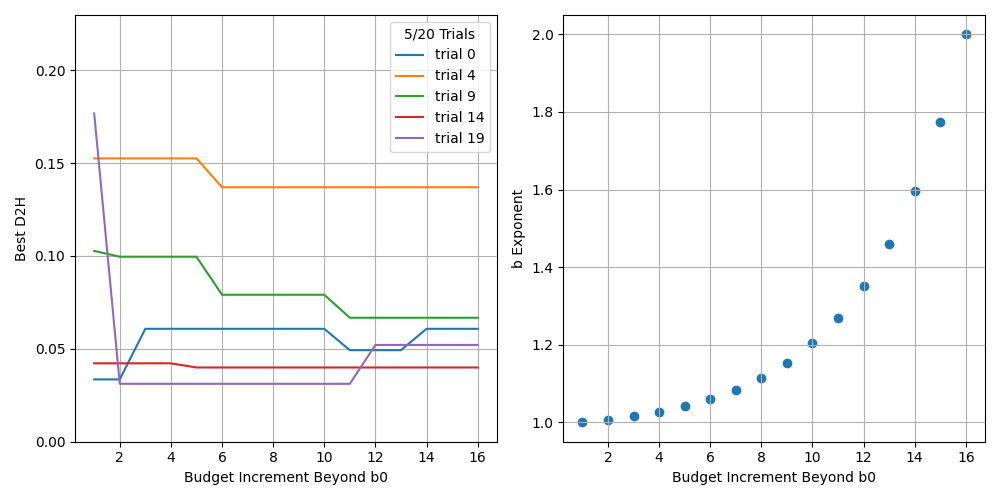 5/20 Trials
trial 0
trial 4
trial 9
trial 14
trial 19
0.20
0.15
0.10
0.05
0.00
Best D2H
2 4 6 8 10 12 14 16
Budget Increment Beyond b0
2.0
1.8
1.6
1.4
1.2
1.0
b Exponent
2 4 6 8 10 12 14 16
Budget Increment Beyond b0